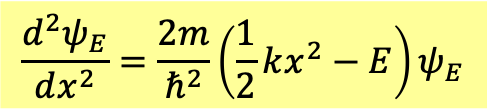 d²ψ_E/dx² = 2m/ħ² (1/2 kx² − E) ψ_E